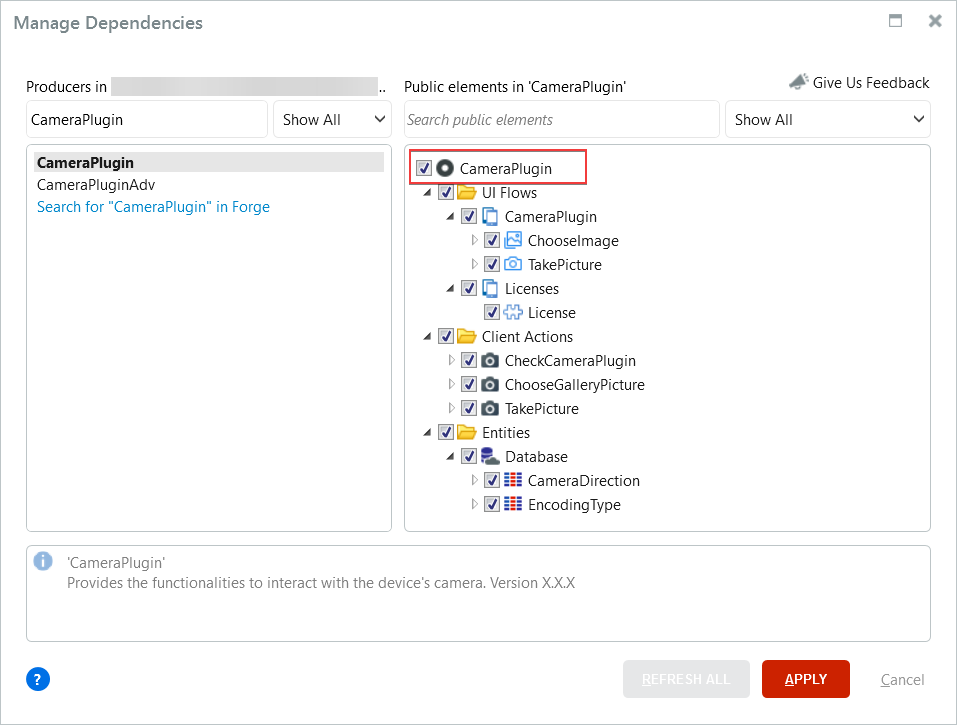 Manage Dependencies
Producers in ..
Public elements in 'CameraPlugin'
Give Us Feedback
CameraPlugin
Show All
Search public elements
Show All
CameraPlugin
CameraPluginAdv
Search for "CameraPlugin" in Forge
CameraPlugin
UI Flows
CameraPlugin
ChooseImage
TakePicture
Licenses
License
Client Actions
CheckCameraPlugin
ChooseGalleryPicture
TakePicture
Entities
Database
CameraDirection
EncodingType
'CameraPlugin'
Provides the functionalities to interact with the device's camera. Version X.X.X
?
REFRESH ALL
APPLY
Cancel